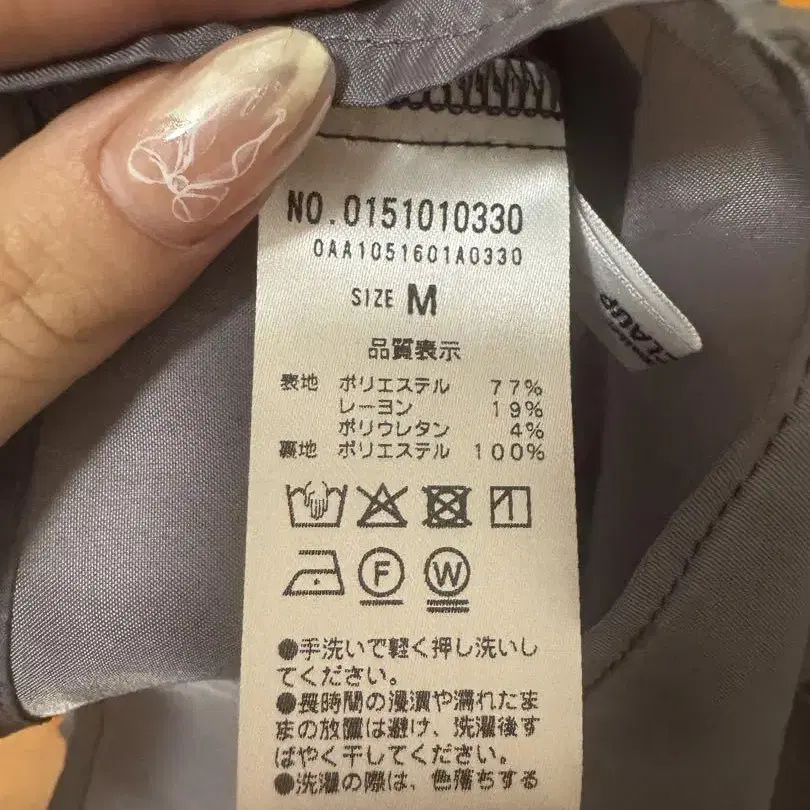 NO.0151010330
0AA1051601A0330
SIZE M
品質表示
表地 ポリエステル 77%
レーヨン 19%
ポリウレタン 4%
裏地 ポリエステル 100%
F W
●手洗いで軽く押し洗いし
てください。
●長時間の浸漬や濡れたま
まの放置は避け、洗濯後す
ばやく干してください。
●洗濯の際は、色落ちする